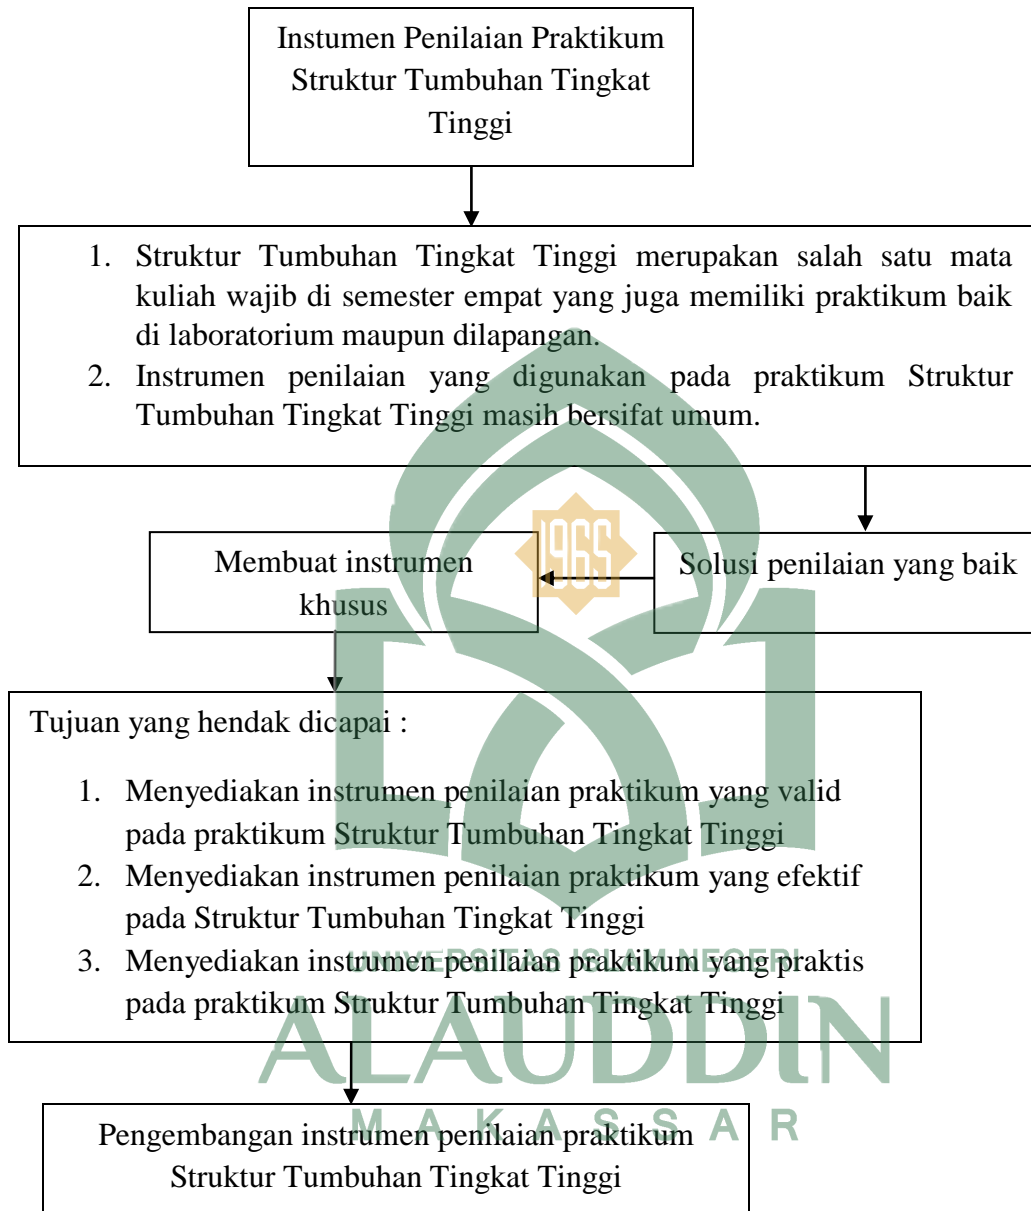 Instumen Penilaian Praktikum
Struktur Tumbuhan Tingkat
Tinggi
1. Struktur Tumbuhan Tingkat Tinggi merupakan salah satu mata
kuliah wajib di semester empat yang juga memiliki praktikum baik
di laboratorium maupun dilapangan.
2. Instrumen penilaian yang digunakan pada praktikum Struktur
Tumbuhan Tingkat Tinggi masih bersifat umum.
1965
Solusi penilaian yang baik
Membuat instrumen
khusus
Tujuan yang hendak dicapai :
1. Menyediakan instrumen penilaian praktikum yang valid
pada praktikum Struktur Tumbuhan Tingkat Tinggi
2. Menyediakan instrumen penilaian praktikum yang efektif
pada Struktur Tumbuhan Tingkat Tinggi
3. Menyediakan instrumen penilaian praktikum yang praktis
pada praktikum Struktur Tumbuhan Tingkat Tinggi
UNIVERSITAS ISLAM NEGERI
ALAUDDIN
MAKASSAR
Pengembangan instrumen penilaian praktikum
Struktur Tumbuhan Tingkat Tinggi